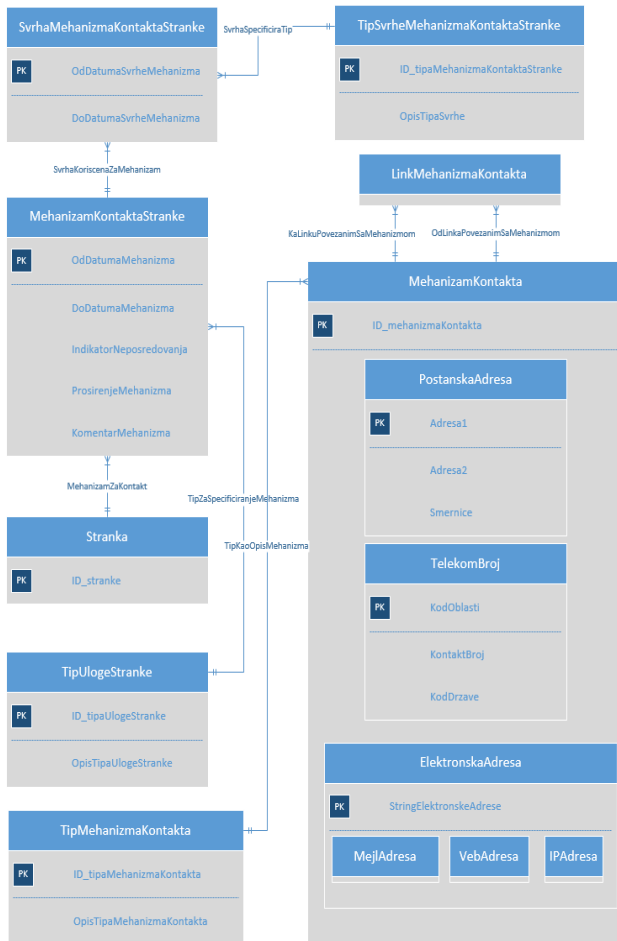 SvrhaMehanizmaKontaktaStranke
PK
OdDatumaSvrheMehanizma
DoDatumaSvrheMehanizma
SvrhaSpecificiraTip
TipSvrheMehanizmaKontaktaStranke
PK
ID_tipaMehanizmaKontaktaStranke
OpisTipaSvrhe
SvrhaKoriscenaZaMehanizam
LinkMehanizmaKontakta
KaLinkuPovezanimSaMehanizmom
OdLinkaPovezanimSaMehanizmom
MehanizamKontaktaStranke
PK
OdDatumaMehanizma
DoDatumaMehanizma
IndikatorNeposredovanja
ProsirenjeMehanizma
KomentarMehanizma
MehanizamZaKontakt
TipZaSpecificiranjeMehanizma
TipKaoOpisMehanizma
Stranka
PK
ID_stranke
TipUlogeStranke
PK
ID_tipaUlogeStranke
OpisTipaUlogeStranke
TipMehanizmaKontakta
PK
ID_tipaMehanizmaKontakta
OpisTipaMehanizmaKontakta
MehanizamKontakta
PK
ID_mehanizmaKontakta
PostanskaAdresa
PK
Adresa1
Adresa2
Smernice
TelekomBroj
PK
KodOblasti
KontaktBroj
KodDrzave
ElektronskaAdresa
PK
StringElektronskeAdrese
MejlAdresa
VebAdresa
IPAdresa